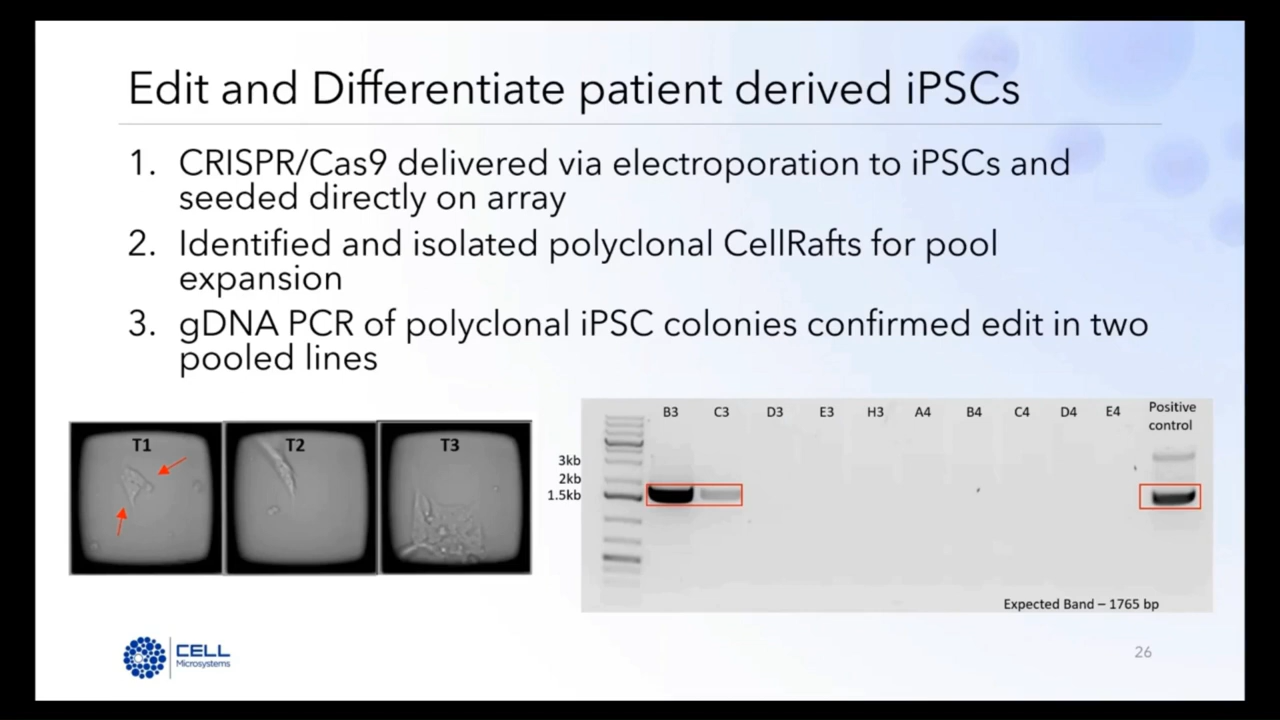 Edit and Differentiate patient derived iPSCs
1. CRISPR/Cas9 delivered via electroporation to iPSCs and
seeded directly on array
2. Identified and isolated polyclonal CellRafts for pool
expansion
3. gDNA PCR of polyclonal iPSC colonies confirmed edit in two
pooled lines
T1 T2 T3
B3 C3 D3 E3 H3 A4 B4 C4 D4 E4 Positive
control
3kb
2kb
1.5kb
Expected Band – 1765 bp
CELL
Microsystems
26